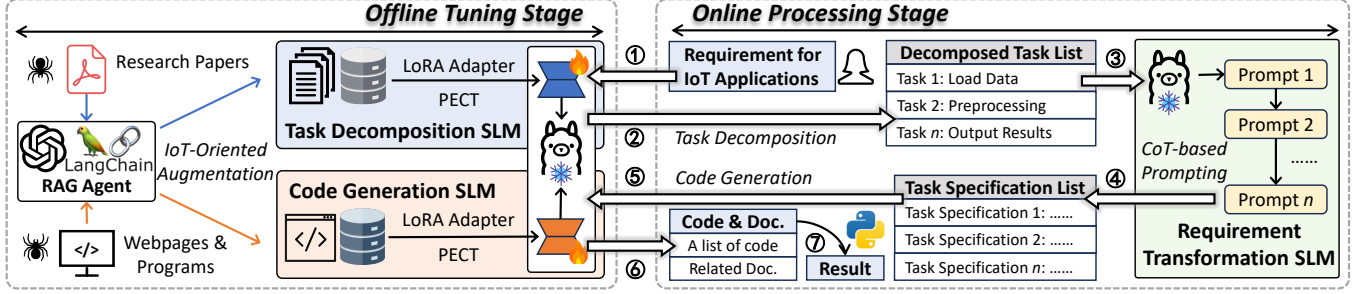 Offline Tuning Stage
Online Processing Stage
Research Papers
LangChain
RAG Agent
IoT-Oriented
Augmentation
Webpages &
Programs
</>
LoRA Adapter
PECT
Task Decomposition SLM
Code Generation SLM
</>
LoRA Adapter
PECT
①
Requirement for
IoT Applications
②
Task Decomposition
Decomposed Task List
Task 1: Load Data
Task 2: Preprocessing
Task n: Output Results
③
Prompt 1
Prompt 2
......
Prompt n
CoT-based
Prompting
Requirement
Transformation SLM
④
Task Specification List
Task Specification 1: ......
Task Specification 2: ......
Task Specification n: ......
⑤
Code Generation
⑥
Code & Doc.
A list of code
Related Doc.
⑦
Result